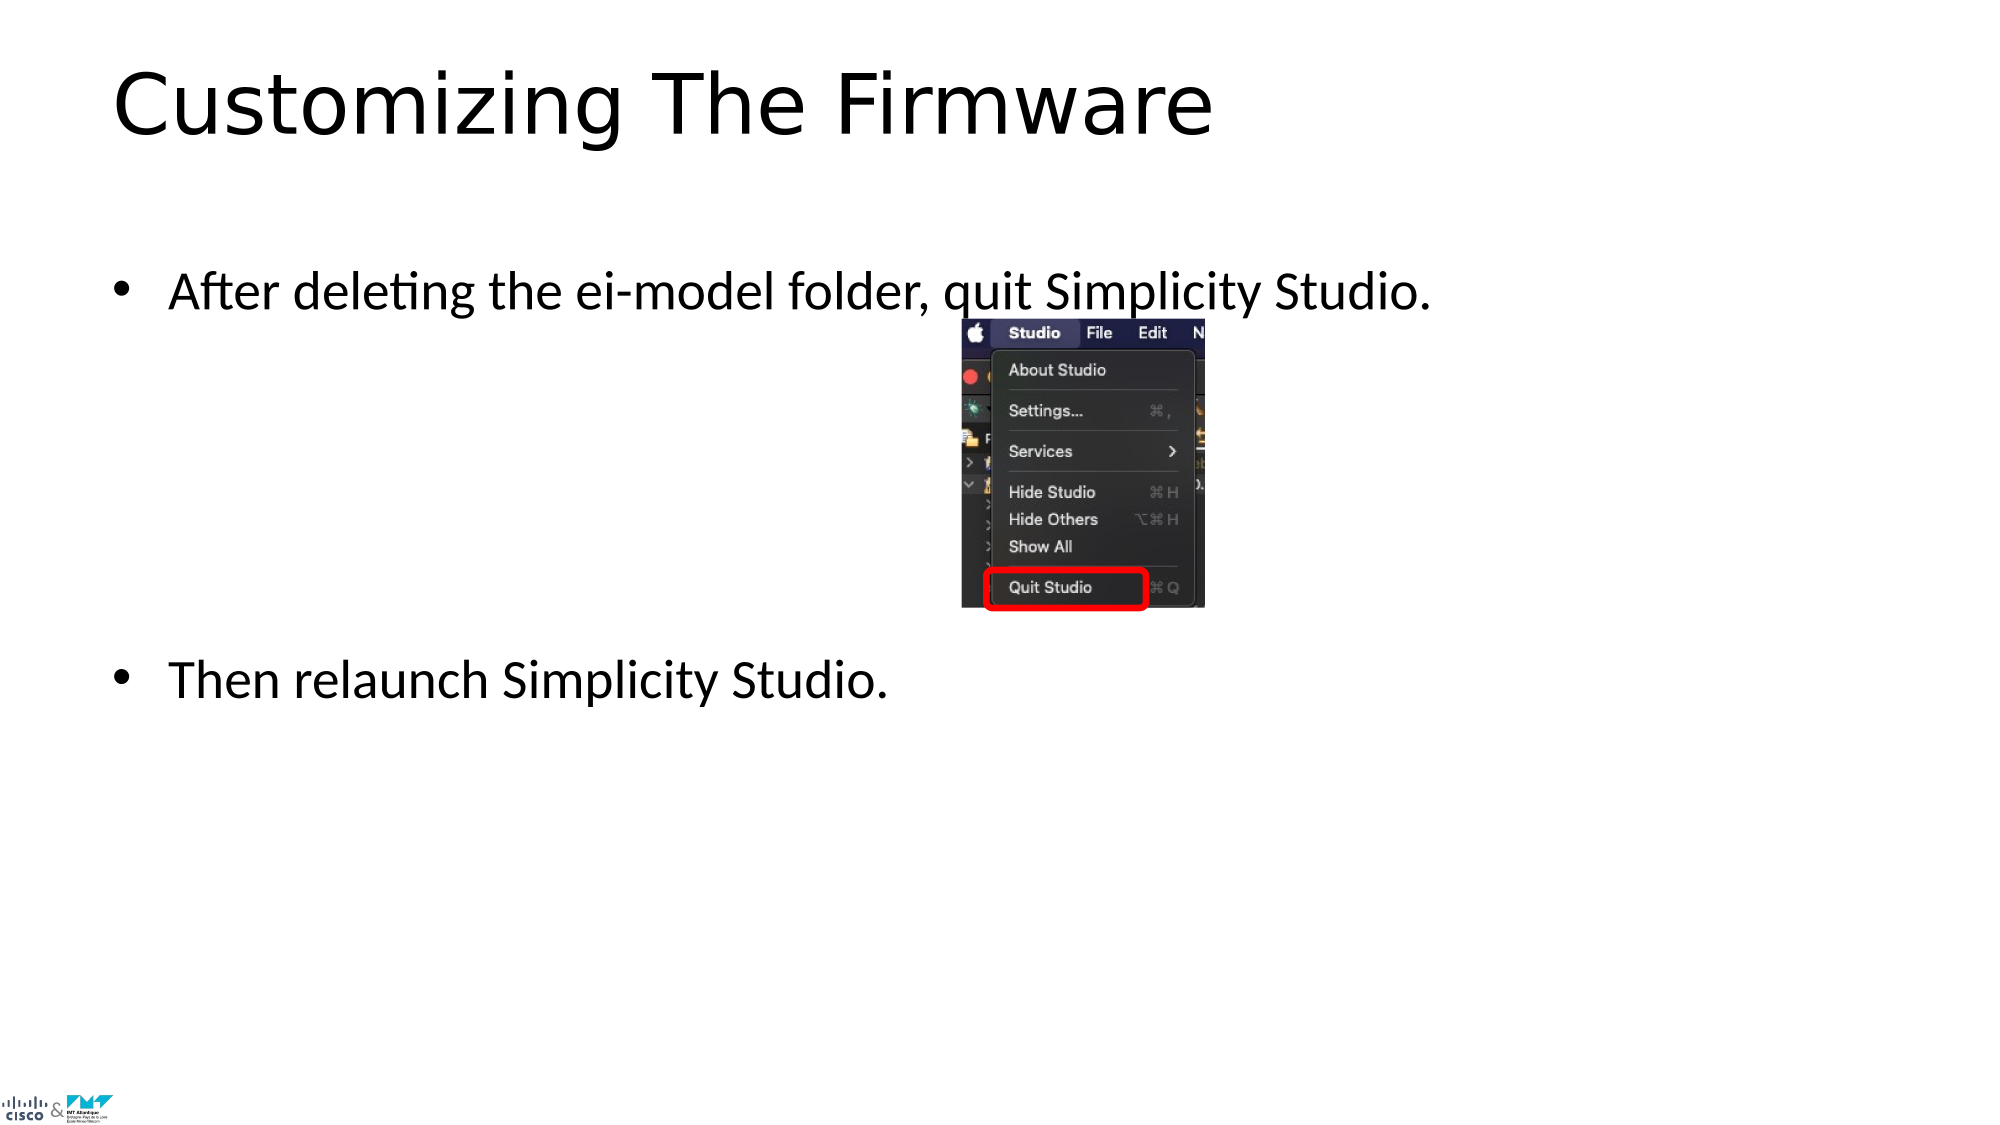 Customizing The Firmware
• After deleting the ei-model folder, quit Simplicity Studio.
Studio File Edit N
About Studio
Settings... ⌘ ,
Services
Hide Studio ⌘ H
Hide Others ⌥⌘ H
Show All
Quit Studio ⌘ Q
• Then relaunch Simplicity Studio.
CISCO & IMT Atlantique